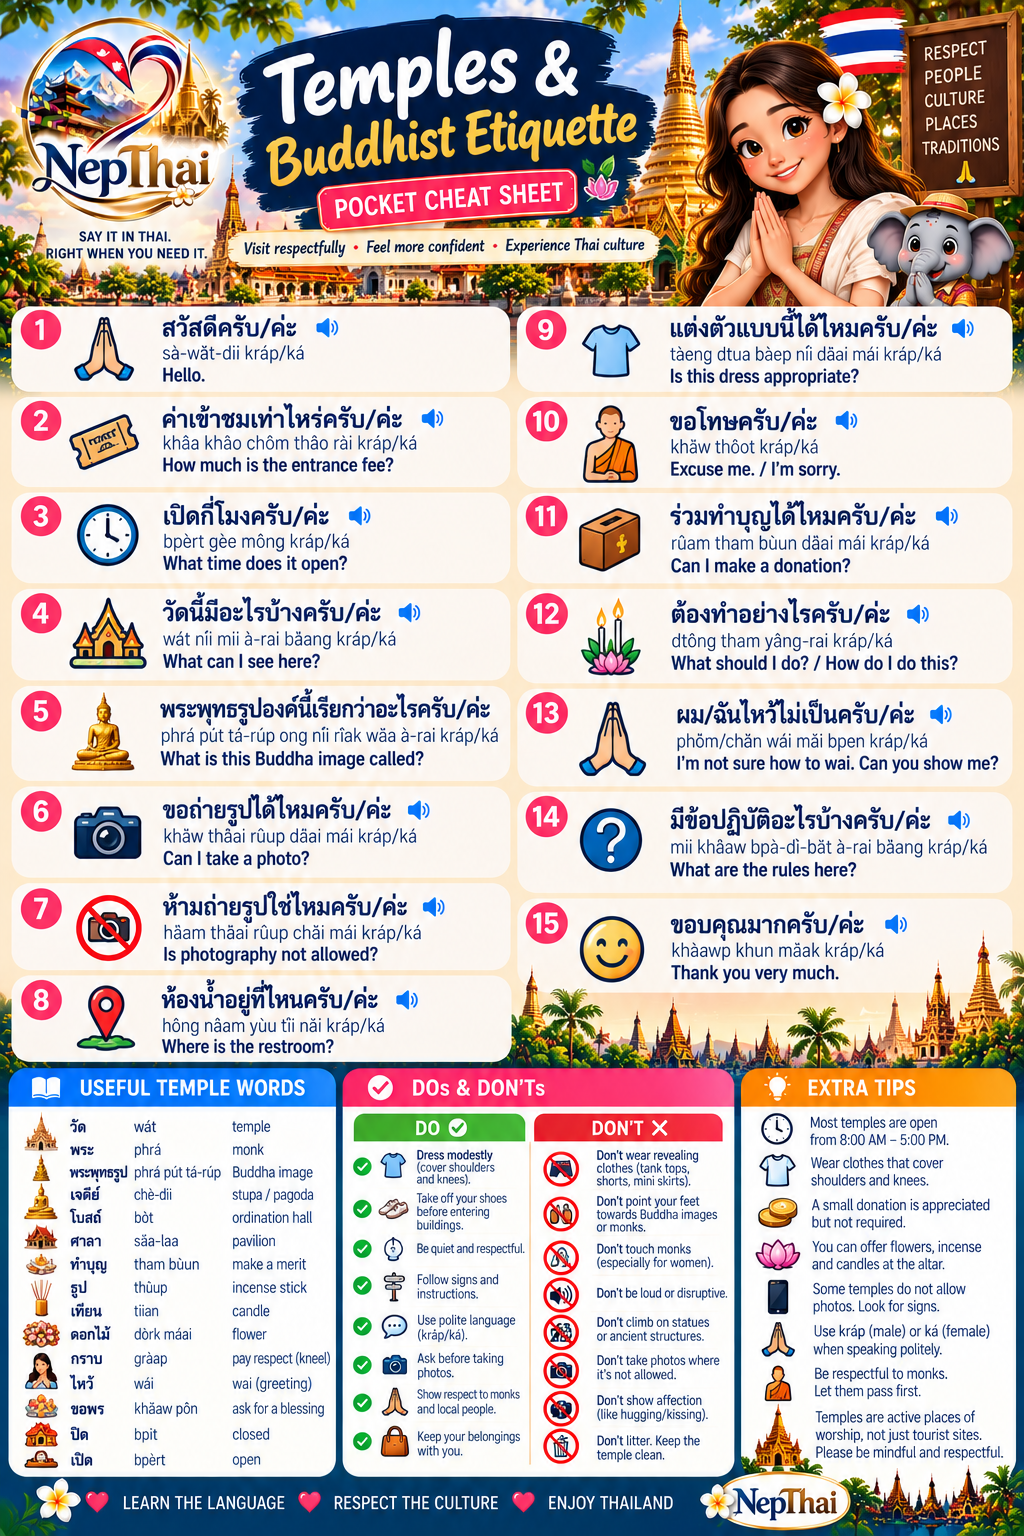 NepThai
SAY IT IN THAI.
RIGHT WHEN YOU NEED IT.
Temples &
Buddhist Etiquette
POCKET CHEAT SHEET
Visit respectfully • Feel more confident • Experience Thai culture
RESPECT
PEOPLE
CULTURE
PLACES
TRADITIONS
1
สวัสดีครับ/ค่ะ
sà-wăt-dii kráp/ká
Hello.
2
ค่าเข้าชมเท่าไหร่ครับ/ค่ะ
khâa khâo chôm thâo rài kráp/ká
How much is the entrance fee?
3
เปิดกี่โมงครับ/ค่ะ
bpèrt gèe mông kráp/ká
What time does it open?
4
วัดนี้มีอะไรบ้างครับ/ค่ะ
wát níi mii à-rai bâang kráp/ká
What can I see here?
5
พระพุทธรูปองค์นี้เรียกว่าอะไรครับ/ค่ะ
phrá pút tá-rúp ong níi rîak wâa à-rai kráp/ká
What is this Buddha image called?
6
ขอถ่ายรูปได้ไหมครับ/ค่ะ
khăw thâai rûup dâai mái kráp/ká
Can I take a photo?
7
ห้ามถ่ายรูปใช่ไหมครับ/ค่ะ
hâam thâai rûup châi mái kráp/ká
Is photography not allowed?
8
ห้องน้ำอยู่ที่ไหนครับ/ค่ะ
hông nâam yùu tîi năi kráp/ká
Where is the restroom?
9
แต่งตัวแบบนี้ได้ไหมครับ/ค่ะ
tàeng dtua bàep níi dâai mái kráp/ká
Is this dress appropriate?
10
ขอโทษครับ/ค่ะ
khăw thôot kráp/ká
Excuse me. / I'm sorry.
11
ร่วมทำบุญได้ไหมครับ/ค่ะ
rûam tham bùun dâai mái kráp/ká
Can I make a donation?
12
ต้องทำอย่างไรครับ/ค่ะ
dtông tham yâng-rai kráp/ká
What should I do? / How do I do this?
13
ผม/ฉันไหว้ไม่เป็นครับ/ค่ะ
phŏm/chăn wái mâi bpen kráp/ká
I'm not sure how to wai. Can you show me?
14
มีข้อปฏิบัติอะไรบ้างครับ/ค่ะ
mii khâaw bpà-dì-băt à-rai bâang kráp/ká
What are the rules here?
15
ขอบคุณมากครับ/ค่ะ
khàawp khun mâak kráp/ká
Thank you very much.
USEFUL TEMPLE WORDS
วัด wát temple
พระ phrá monk
พระพุทธรูป phrá pút tá-rúp Buddha image
เจดีย์ chè-dii stupa / pagoda
โบสถ์ bòt ordination hall
ศาลา săa-laa pavilion
ทำบุญ tham bùun make a merit
ธูป thùup incense stick
เทียน tiian candle
ดอกไม้ dòrk máai flower
กราบ gràap pay respect (kneel)
ไหว้ wái wai (greeting)
ขอพร khăaw pôn ask for a blessing
ปิด bpìt closed
เปิด bpèrt open
DOs & DON'Ts
DO
Dress modestly
(cover shoulders
and knees).
Take off your shoes
before entering
buildings.
Be quiet and respectful.
Follow signs and
instructions.
Use polite language
(kráp/ká).
Ask before taking
photos.
Show respect to monks
and local people.
Keep your belongings
with you.
DON'T
Don't wear revealing
clothes (tank tops,
shorts, mini skirts).
Don't point your feet
towards Buddha images
or monks.
Don't touch monks
(especially for women).
Don't be loud or disruptive.
Don't climb on statues
or ancient structures.
Don't take photos where
it's not allowed.
Don't show affection
(like hugging/kissing).
Don't litter. Keep the
temple clean.
EXTRA TIPS
Most temples are open
from 8:00 AM – 5:00 PM.
Wear clothes that cover
shoulders and knees.
A small donation is appreciated
but not required.
You can offer flowers, incense
and candles at the altar.
Some temples do not allow
photos. Look for signs.
Use kráp (male) or ká (female)
when speaking politely.
Be respectful to monks.
Let them pass first.
Temples are active places of
worship, not just tourist sites.
Please be mindful and respectful.
LEARN THE LANGUAGE
RESPECT THE CULTURE
ENJOY THAILAND
NepThai